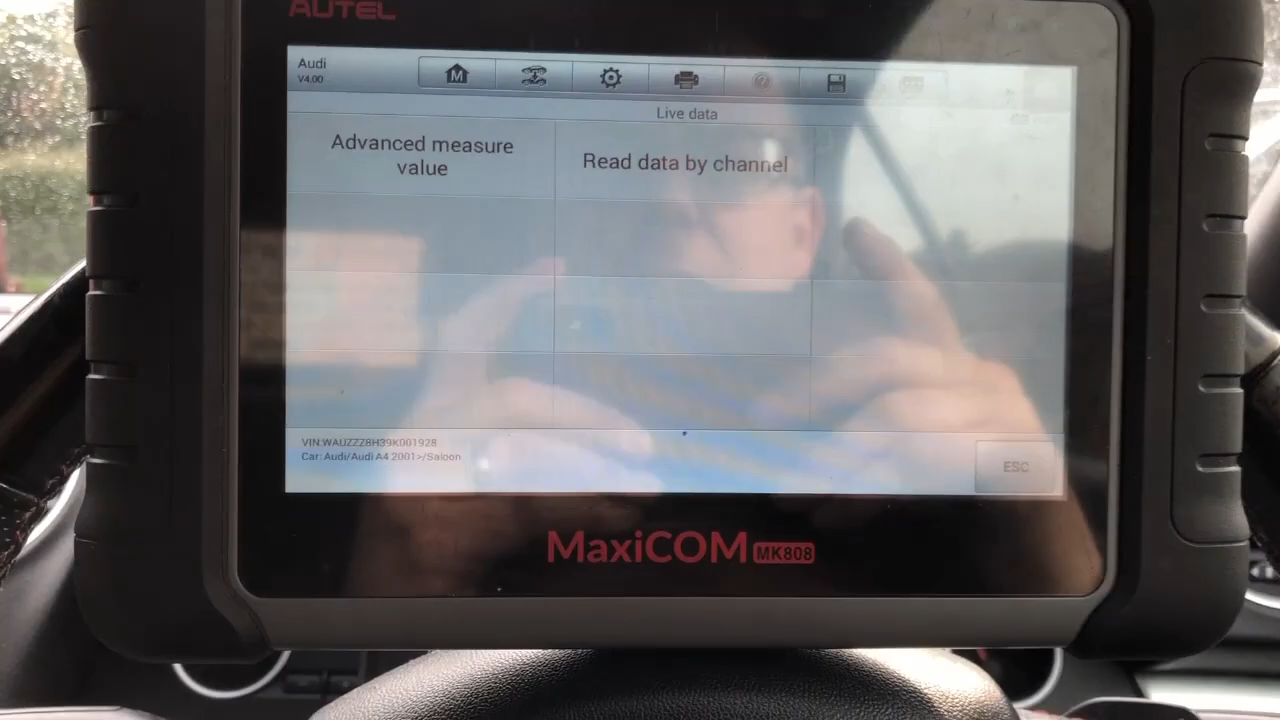 AUTEL
Audi
V4.00
M
Live data
Advanced measure
value
Read data by channel
VIN:WAUZZZ8H39K001928
Car: Audi/Audi A4 2001>/Saloon
ESC
MaxiCOM MK808